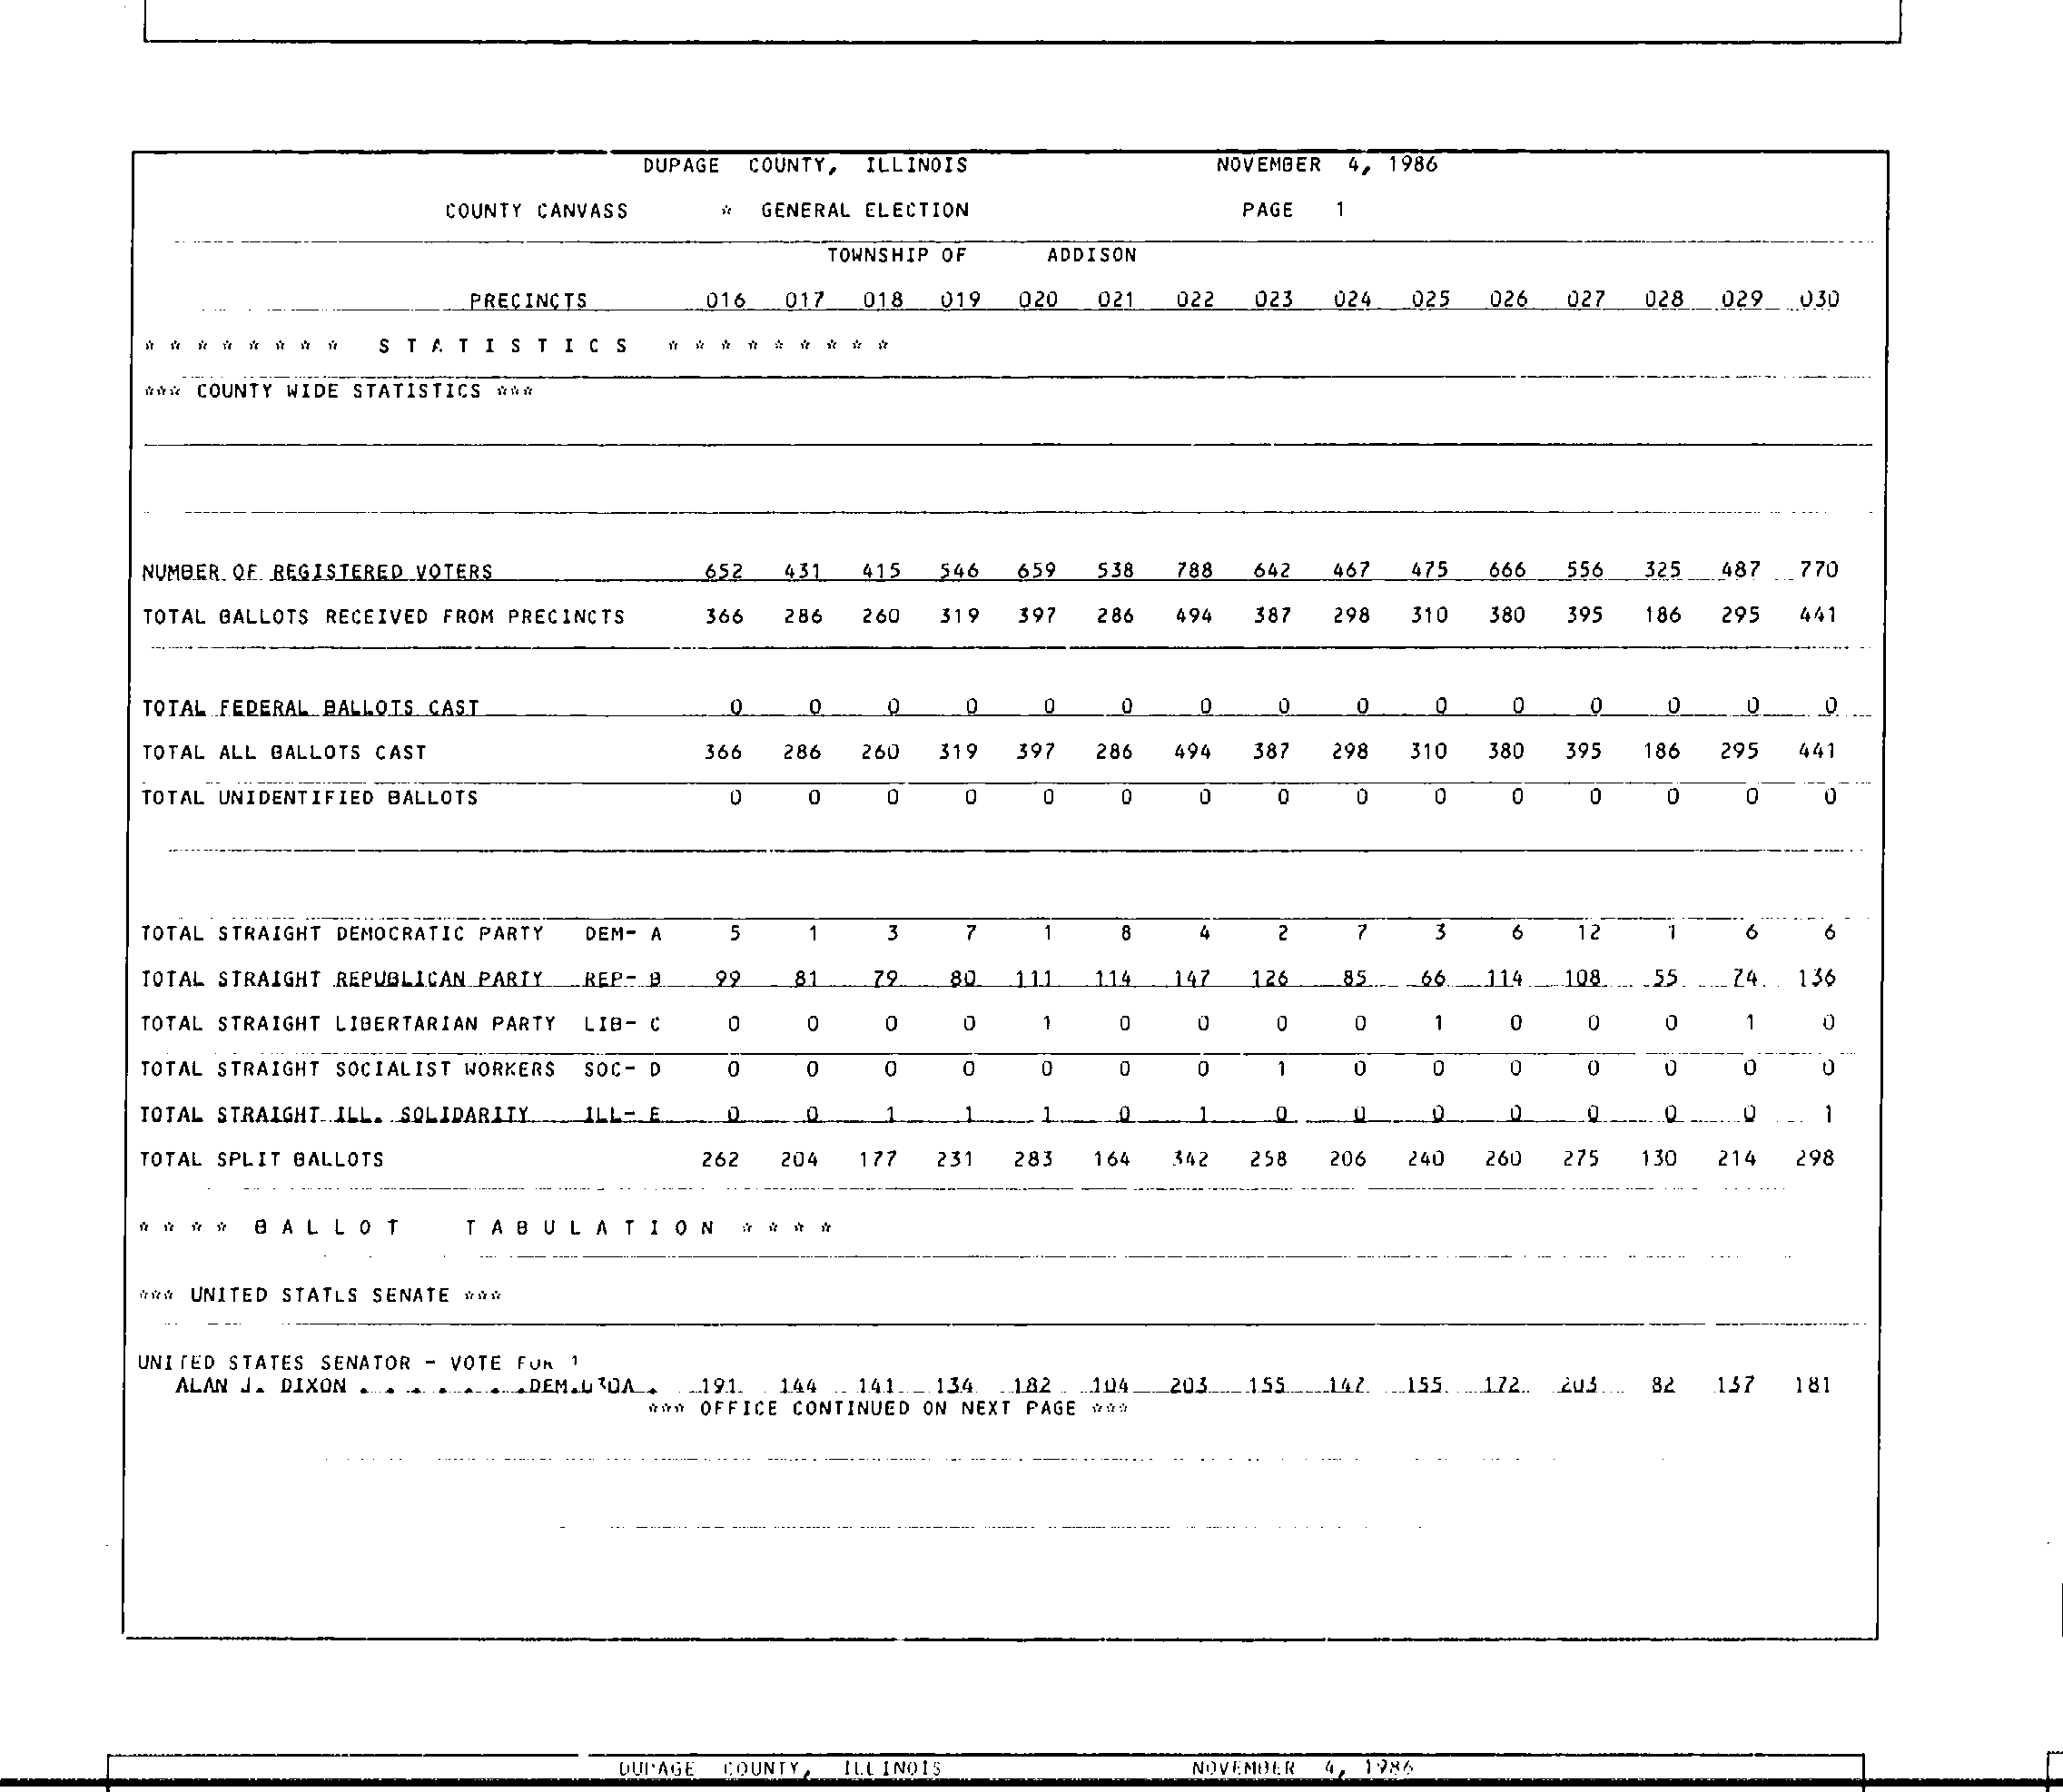 DUPAGE COUNTY, ILLINOIS NOVEMBER 4, 1986
COUNTY CANVASS * GENERAL ELECTION PAGE 1
TOWNSHIP OF ADDISON
PRECINCTS 016 017 018 019 020 021 022 023 024 025 026 027 028 029 030
* * * * * * * * S T A T I S T I C S * * * * * * * * *
*** COUNTY WIDE STATISTICS ***
NUMBER OF REGISTERED VOTERS 652 431 415 546 659 538 788 642 467 475 666 556 325 487 770
TOTAL BALLOTS RECEIVED FROM PRECINCTS 366 286 260 319 397 286 494 387 298 310 380 395 186 295 441
TOTAL FEDERAL BALLOTS CAST 0 0 0 0 0 0 0 0 0 0 0 0 0 0 0
TOTAL ALL BALLOTS CAST 366 286 260 319 397 286 494 387 298 310 380 395 186 295 441
TOTAL UNIDENTIFIED BALLOTS 0 0 0 0 0 0 0 0 0 0 0 0 0 0 0
TOTAL STRAIGHT DEMOCRATIC PARTY DEM- A 5 1 3 7 1 8 4 2 7 3 6 12 1 6 6
TOTAL STRAIGHT REPUBLICAN PARTY REP- B 99 81 79 80 111 114 147 126 85 66 114 108 55 74 136
TOTAL STRAIGHT LIBERTARIAN PARTY LIB- C 0 0 0 0 1 0 0 0 0 1 0 0 0 1 0
TOTAL STRAIGHT SOCIALIST WORKERS SOC- D 0 0 0 0 0 0 0 1 0 0 0 0 0 0 0
TOTAL STRAIGHT ILL. SOLIDARITY ILL- E 0 0 1 1 1 0 1 0 0 0 0 0 0 0 1
TOTAL SPLIT BALLOTS 262 204 177 231 283 164 342 258 206 240 260 275 130 214 298
* * * * B A L L O T T A B U L A T I O N * * * *
*** UNITED STATES SENATE ***
UNITED STATES SENATOR - VOTE FOR 1
ALAN J. DIXON . . . . . . .DEM.030A . 191 144 141 134 182 104 203 155 142 155 172 203 82 137 181
*** OFFICE CONTINUED ON NEXT PAGE ***
DUPAGE COUNTY, ILLINOIS NOVEMBER 4, 1986